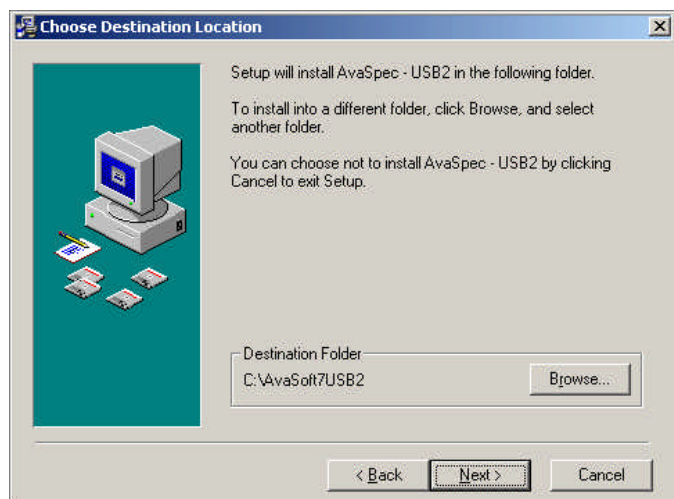 Choose Destination Location
Setup will install AvaSpec - USB2 in the following folder.
To install into a different folder, click Browse, and select
another folder.
You can choose not to install AvaSpec - USB2 by clicking
Cancel to exit Setup.
Destination Folder
C:\AvaSoft7USB2
Browse...
< Back
Next >
Cancel